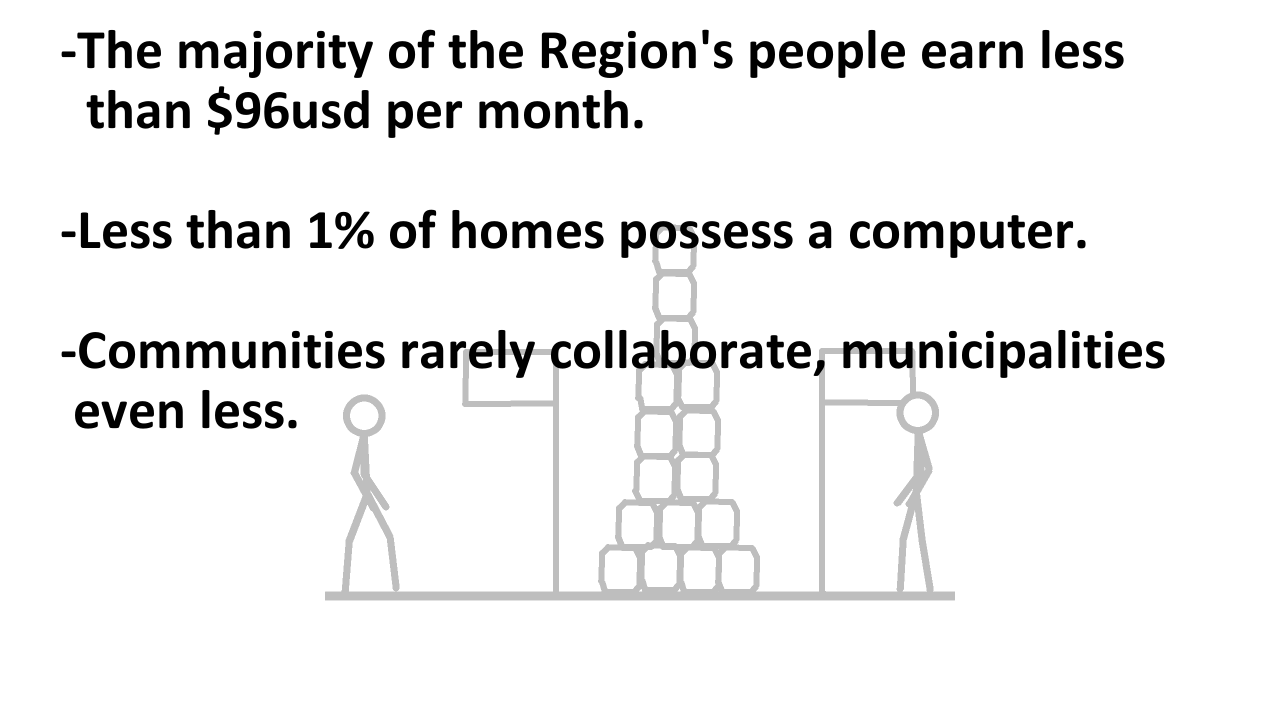 -The majority of the Region's people earn less
than $96usd per month.
-Less than 1% of homes possess a computer.
-Communities rarely collaborate, municipalities
even less.